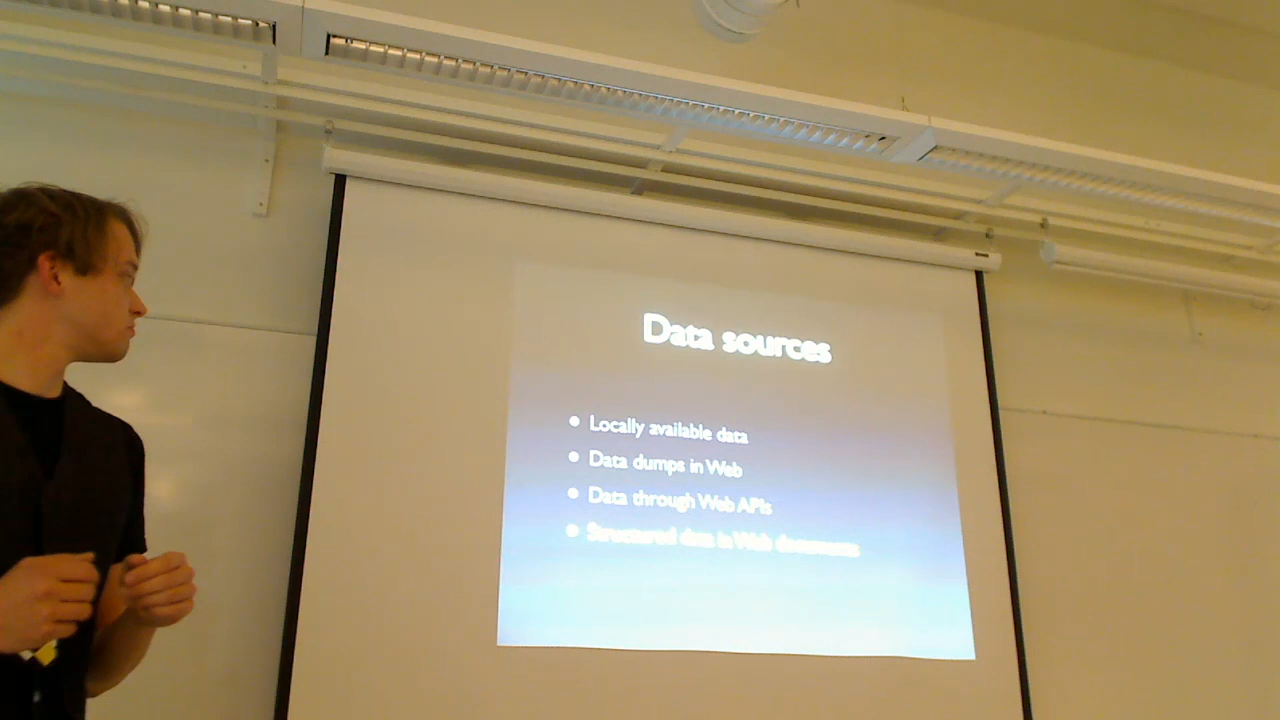 Data sources
• Locally available data
• Data dumps in Web
• Data through Web APIs
• Structured data in Web documents